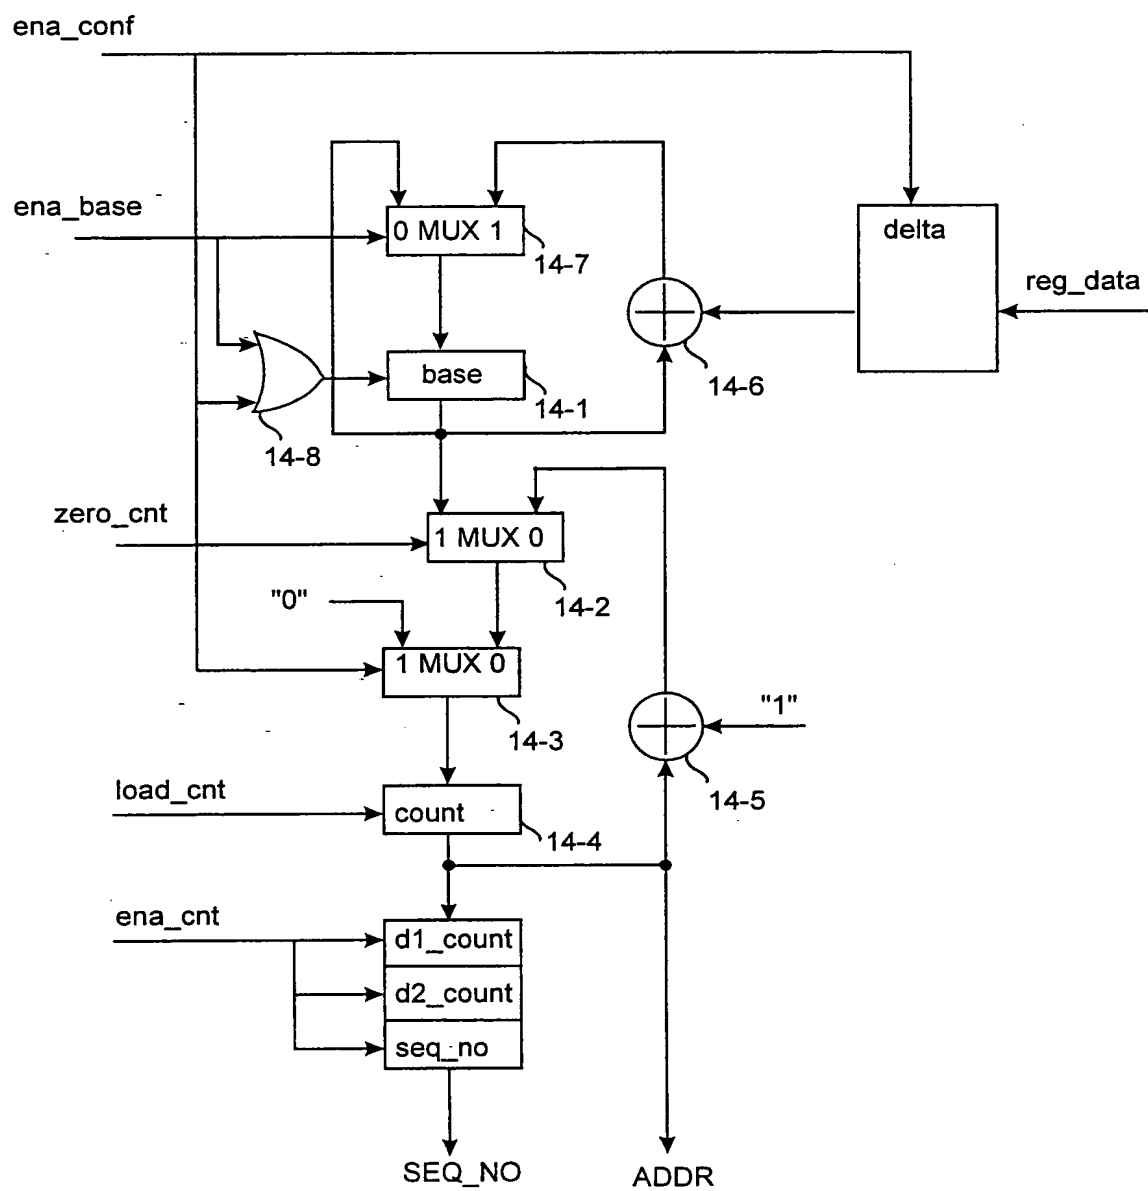 ena_conf
ena_base
0 MUX 1
14-7
delta
reg_data
14-6
base
14-1
14-8
zero_cnt
1 MUX 0
14-2
"0"
1 MUX 0
14-3
"1"
14-5
load_cnt
count
14-4
ena_cnt
d1_count
d2_count
seq_no
SEQ_NO
ADDR